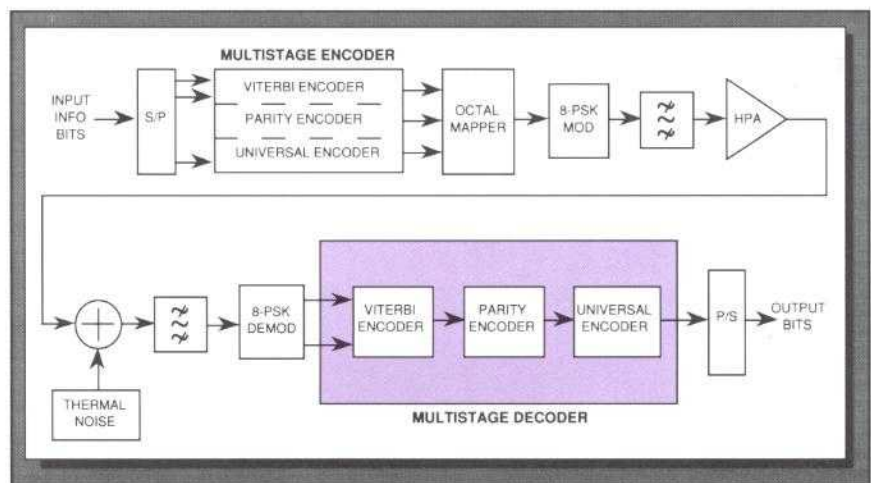 MULTISTAGE ENCODER
INPUT
INFO
BITS
S/P
VITERBI ENCODER
PARITY ENCODER
UNIVERSAL ENCODER
OCTAL
MAPPER
8-PSK
MOD
HPA
THERMAL
NOISE
8-PSK
DEMOD
VITERBI
ENCODER
PARITY
ENCODER
UNIVERSAL
ENCODER
P/S
OUTPUT
BITS
MULTISTAGE DECODER